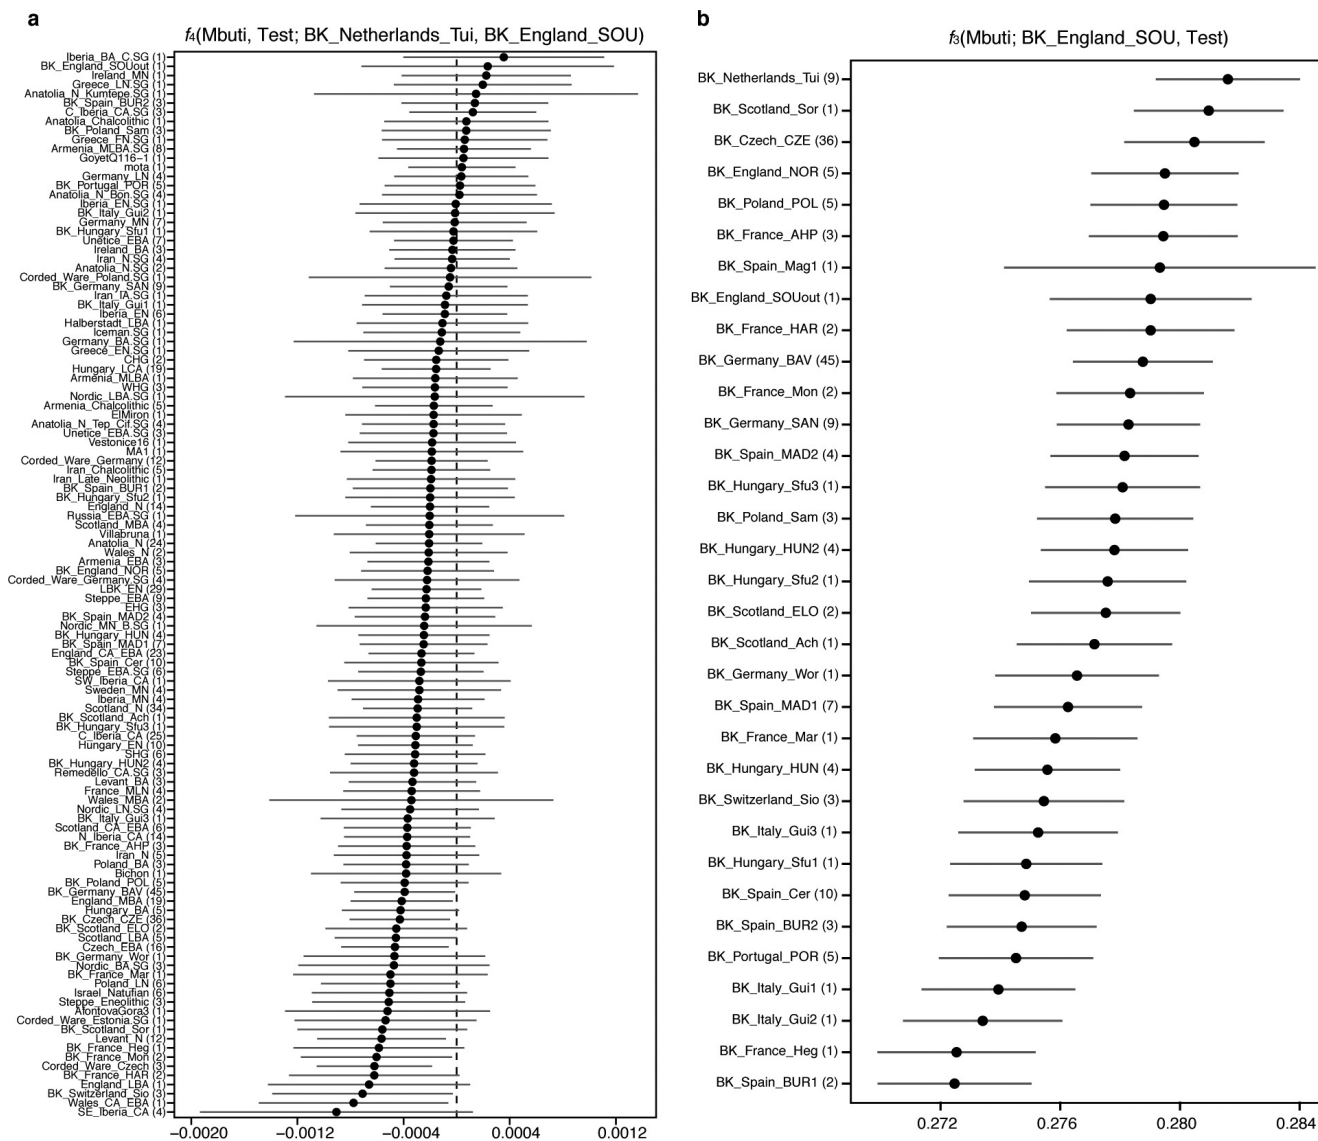 a
f4(Mbuti, Test; BK_Netherlands_Tui, BK_England_SOU)
Iberia_BA_C.SG (1)
BK_England_SOUout (1)
Ireland_MN (1)
Greece_LN.SG (1)
Anatolia_N_Kumtepe.SG (1)
BK_Spain_BUR2 (3)
C_Iberia_CA.SG (3)
Anatolia_Chalcolithic (1)
BK_Poland_Sam (3)
Greece_FN.SG (1)
Armenia_MLBA.SG (8)
GoyetQ116-1 (1)
mota (1)
Germany_LN (4)
BK_Portugal_POR (5)
Anatolia_N_Bon.SG (4)
Iberia_EN.SG (1)
BK_Italy_Gui2 (1)
Germany_MN (7)
BK_Hungary_Sfu1 (1)
Unetice_EBA (7)
Ireland_BA (3)
Iran_N.SG (4)
Anatolia_N.SG (2)
Corded_Ware_Poland.SG (1)
BK_Germany_SAN (9)
Iran_IA.SG (1)
BK_Italy_Gui1 (1)
Iberia_EN (6)
Halberstadt_LBA (1)
Iceman.SG (1)
Germany_BA.SG (1)
Greece_EN.SG (1)
CHG (2)
Hungary_LCA (19)
Armenia_MLBA (1)
WHG (3)
Nordic_LBA.SG (1)
Armenia_Chalcolithic (5)
ElMiron (1)
Anatolia_N_Tep_Cif.SG (4)
Unetice_EBA.SG (3)
Vestonice16 (1)
MA1 (1)
Corded_Ware_Germany (12)
Iran_Chalcolithic (5)
Iran_Late_Neolithic (1)
BK_Spain_BUR1 (2)
BK_Hungary_Sfu2 (1)
England_N (14)
Russia_EBA.SG (1)
Scotland_MBA (4)
Villabruna (1)
Anatolia_N (24)
Wales_N (2)
Armenia_EBA (3)
BK_England_NOR (5)
Corded_Ware_Germany.SG (4)
LBK_EN (29)
Steppe_EBA (9)
EHG (3)
BK_Spain_MAD2 (4)
Nordic_MN_B.SG (1)
BK_Hungary_HUN (4)
BK_Spain_MAD1 (7)
England_CA_EBA (23)
BK_Spain_Cer (10)
Steppe_EBA.SG (6)
SW_Iberia_CA (1)
Sweden_MN (4)
Iberia_MN (4)
Scotland_N (34)
BK_Scotland_Ach (1)
BK_Hungary_Sfu3 (1)
C_Iberia_CA (25)
Hungary_EN (10)
SHG (6)
BK_Hungary_HUN2 (4)
Remedello_CA.SG (3)
Levant_BA (3)
France_MLN (4)
Wales_MBA (2)
Nordic_LN.SG (4)
BK_Italy_Gui3 (1)
Scotland_CA_EBA (6)
N_Iberia_CA (14)
BK_France_AHP (3)
Iran_N (5)
Poland_BA (3)
Bichon (1)
BK_Poland_POL (5)
BK_Germany_BAV (45)
England_MBA (19)
Hungary_BA (5)
BK_Czech_CZE (36)
BK_Scotland_ELO (2)
Scotland_LBA (5)
Czech_EBA (16)
BK_Germany_Wor (1)
Nordic_BA.SG (3)
BK_France_Mar (1)
Poland_LN (6)
Israel_Natufian (6)
Steppe_Eneolithic (3)
AfontovaGora3 (1)
Corded_Ware_Estonia.SG (1)
BK_Scotland_Sor (1)
Levant_N (12)
BK_France_Heg (1)
BK_France_Mon (2)
Corded_Ware_Czech (3)
BK_France_HAR (2)
England_LBA (1)
BK_Switzerland_Sio (3)
Wales_CA_EBA (1)
SE_Iberia_CA (4)
−0.0020 −0.0012 −0.0004 0.0004 0.0012
b
f3(Mbuti; BK_England_SOU, Test)
BK_Netherlands_Tui (9)
BK_Scotland_Sor (1)
BK_Czech_CZE (36)
BK_England_NOR (5)
BK_Poland_POL (5)
BK_France_AHP (3)
BK_Spain_Mag1 (1)
BK_England_SOUout (1)
BK_France_HAR (2)
BK_Germany_BAV (45)
BK_France_Mon (2)
BK_Germany_SAN (9)
BK_Spain_MAD2 (4)
BK_Hungary_Sfu3 (1)
BK_Poland_Sam (3)
BK_Hungary_HUN2 (4)
BK_Hungary_Sfu2 (1)
BK_Scotland_ELO (2)
BK_Scotland_Ach (1)
BK_Germany_Wor (1)
BK_Spain_MAD1 (7)
BK_France_Mar (1)
BK_Hungary_HUN (4)
BK_Switzerland_Sio (3)
BK_Italy_Gui3 (1)
BK_Hungary_Sfu1 (1)
BK_Spain_Cer (10)
BK_Spain_BUR2 (3)
BK_Portugal_POR (5)
BK_Italy_Gui1 (1)
BK_Italy_Gui2 (1)
BK_France_Heg (1)
BK_Spain_BUR1 (2)
0.272 0.276 0.280 0.284